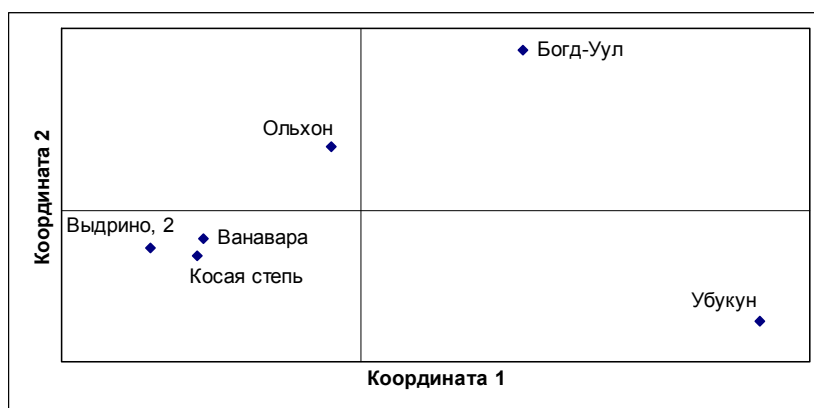 Богд-Уул
Ольхон
Координата 2
Выдрино, 2
Ванавара
Косая степь
Убукун
Координата 1